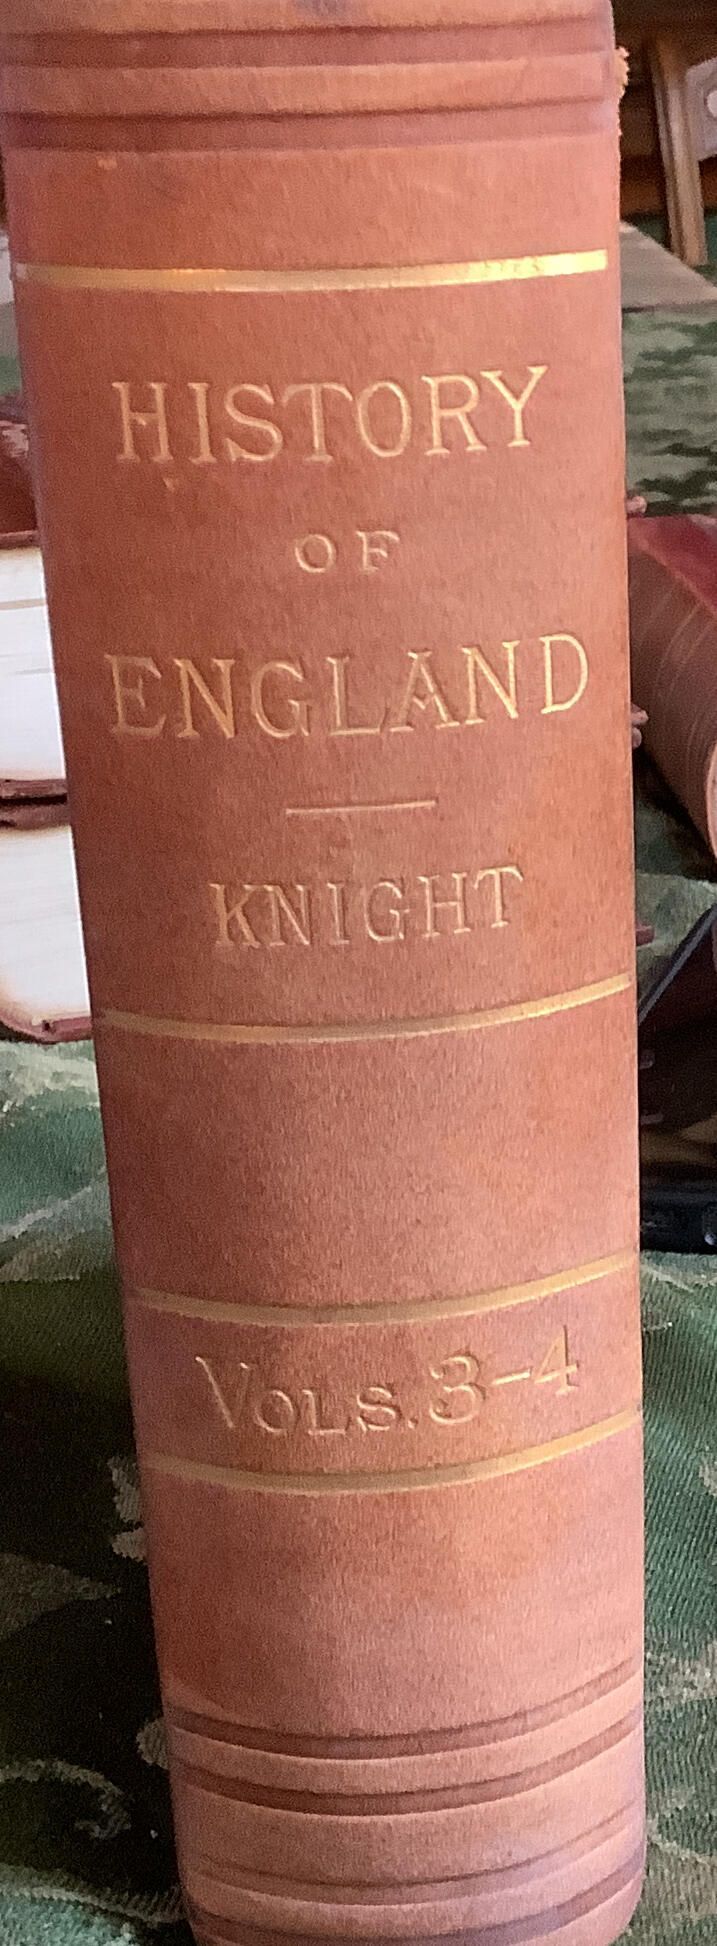 HISTORY
OF
ENGLAND
KNIGHT
VOLS. 3-4